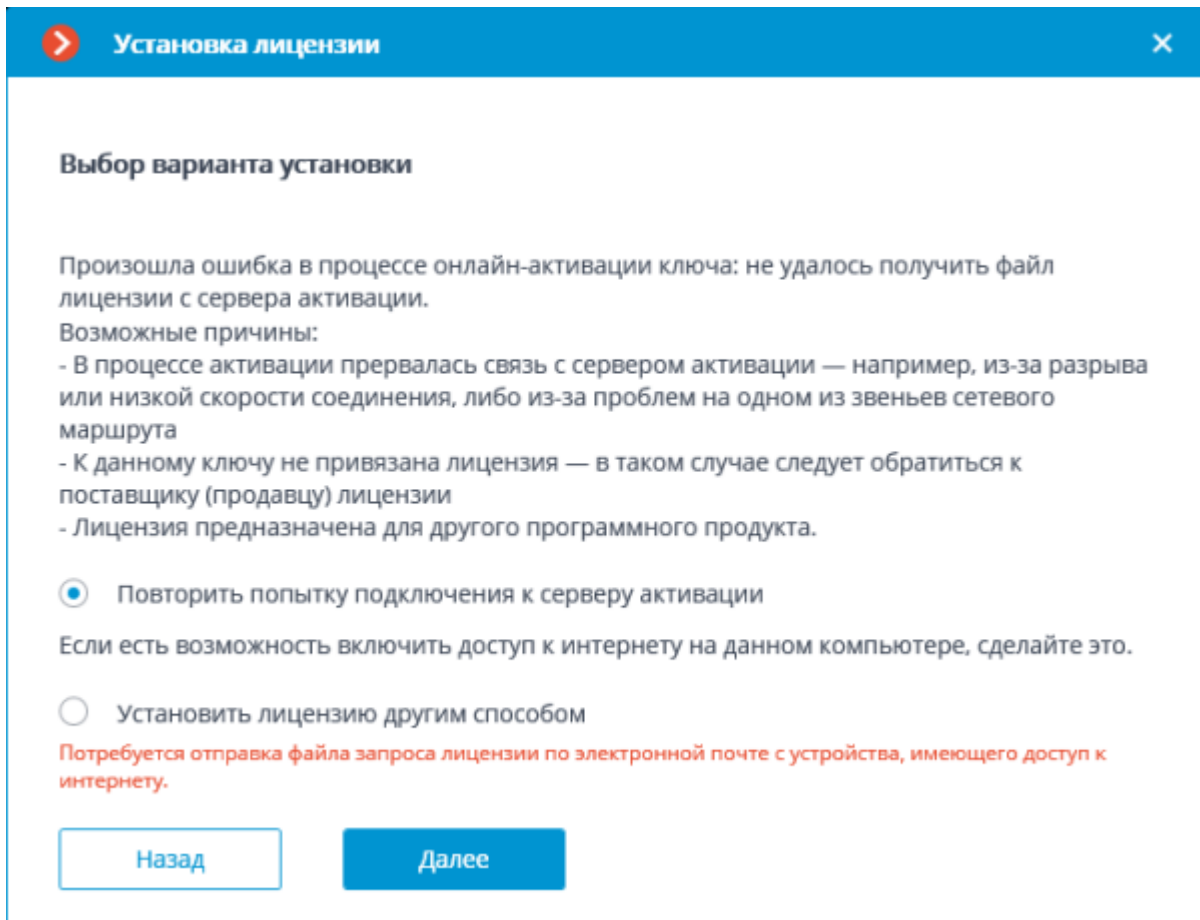 Установка лицензии
Выбор варианта установки
Произошла ошибка в процессе онлайн-активации ключа: не удалось получить файл
лицензии с сервера активации.
Возможные причины:
- В процессе активации прервалась связь с сервером активации — например, из-за разрыва
или низкой скорости соединения, либо из-за проблем на одном из звеньев сетевого
маршрута
- К данному ключу не привязана лицензия — в таком случае следует обратиться к
поставщику (продавцу) лицензии
- Лицензия предназначена для другого программного продукта.
Повторить попытку подключения к серверу активации
Если есть возможность включить доступ к интернету на данном компьютере, сделайте это.
Установить лицензию другим способом
Потребуется отправка файла запроса лицензии по электронной почте с устройства, имеющего доступ к
интернету.
Назад
Далее